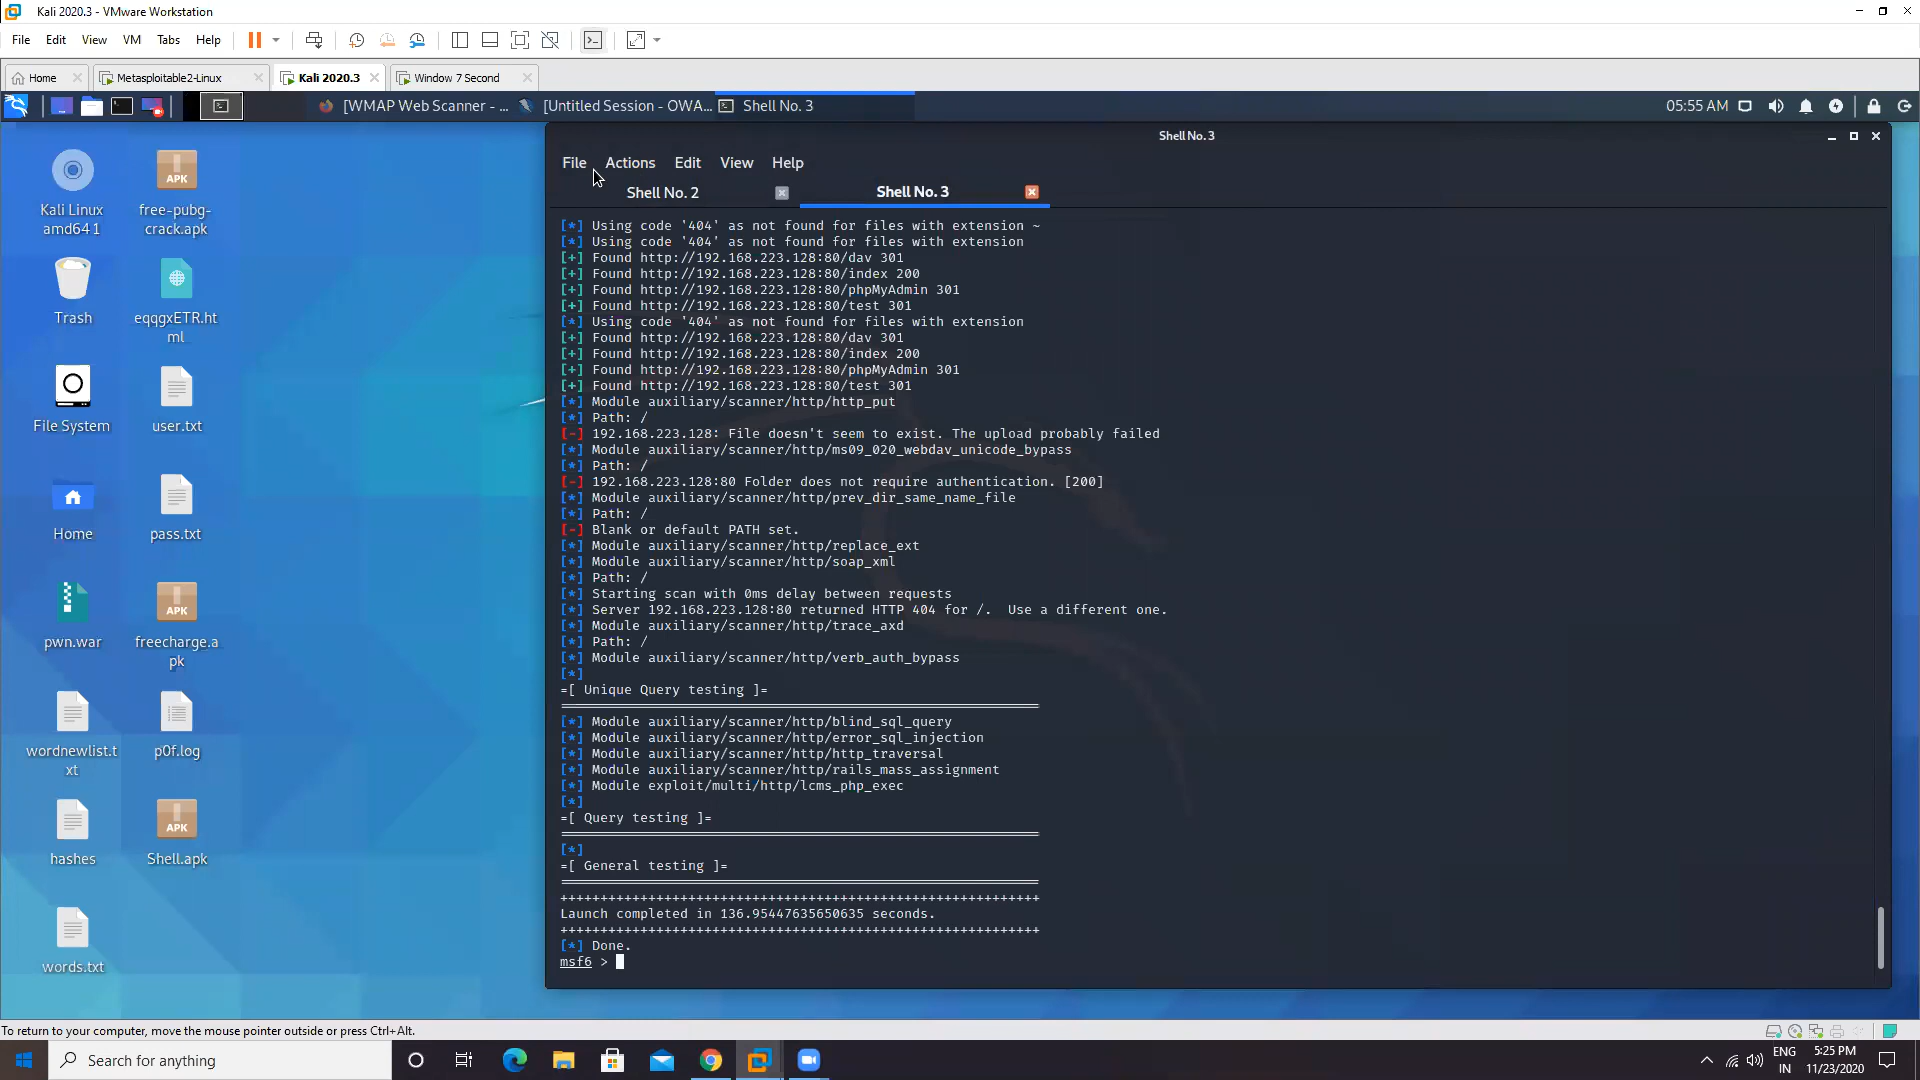 Kali 2020.3 - VMware Workstation
File Edit View VM Tabs Help
Home Metasploitable2-Linux Kali 2020.3 Window 7 Second
[WMAP Web Scanner - ... [Untitled Session - OWA... Shell No. 3 05:55 AM
Shell No. 3
File Actions Edit View Help
Shell No. 2 Shell No. 3
[*] Using code '404' as not found for files with extension ~
[*] Using code '404' as not found for files with extension
[+] Found http://192.168.223.128:80/dav 301
[+] Found http://192.168.223.128:80/index 200
[+] Found http://192.168.223.128:80/phpMyAdmin 301
[+] Found http://192.168.223.128:80/test 301
[*] Using code '404' as not found for files with extension
[+] Found http://192.168.223.128:80/dav 301
[+] Found http://192.168.223.128:80/index 200
[+] Found http://192.168.223.128:80/phpMyAdmin 301
[+] Found http://192.168.223.128:80/test 301
[*] Module auxiliary/scanner/http/http_put
[*] Path: /
[-] 192.168.223.128: File doesn't seem to exist. The upload probably failed
[*] Module auxiliary/scanner/http/ms09_020_webdav_unicode_bypass
[*] Path: /
[-] 192.168.223.128:80 Folder does not require authentication. [200]
[*] Module auxiliary/scanner/http/prev_dir_same_name_file
[*] Path: /
[-] Blank or default PATH set.
[*] Module auxiliary/scanner/http/replace_ext
[*] Module auxiliary/scanner/http/soap_xml
[*] Path: /
[*] Starting scan with 0ms delay between requests
[*] Server 192.168.223.128:80 returned HTTP 404 for /.  Use a different one.
[*] Module auxiliary/scanner/http/trace_axd
[*] Path: /
[*] Module auxiliary/scanner/http/verb_auth_bypass
[*]
=[ Unique Query testing ]=
============================================================
[*] Module auxiliary/scanner/http/blind_sql_query
[*] Module auxiliary/scanner/http/error_sql_injection
[*] Module auxiliary/scanner/http/http_traversal
[*] Module auxiliary/scanner/http/rails_mass_assignment
[*] Module exploit/multi/http/lcms_php_exec
[*]
=[ Query testing ]=
============================================================
[*]
=[ General testing ]=
============================================================
++++++++++++++++++++++++++++++++++++++++++++++++++++++++++++
Launch completed in 136.95447635650635 seconds.
++++++++++++++++++++++++++++++++++++++++++++++++++++++++++++
[*] Done.
msf6 >
Kali Linux
amd64 1
APK
free-pubg-
crack.apk
Trash
eqqgxETR.ht
ml
File System
user.txt
Home
pass.txt
pwn.war
APK
freecharge.a
pk
wordnewlist.t
xt
p0f.log
hashes
APK
Shell.apk
words.txt
To return to your computer, move the mouse pointer outside or press Ctrl+Alt.
Search for anything
ENG
IN
5:25 PM
11/23/2020